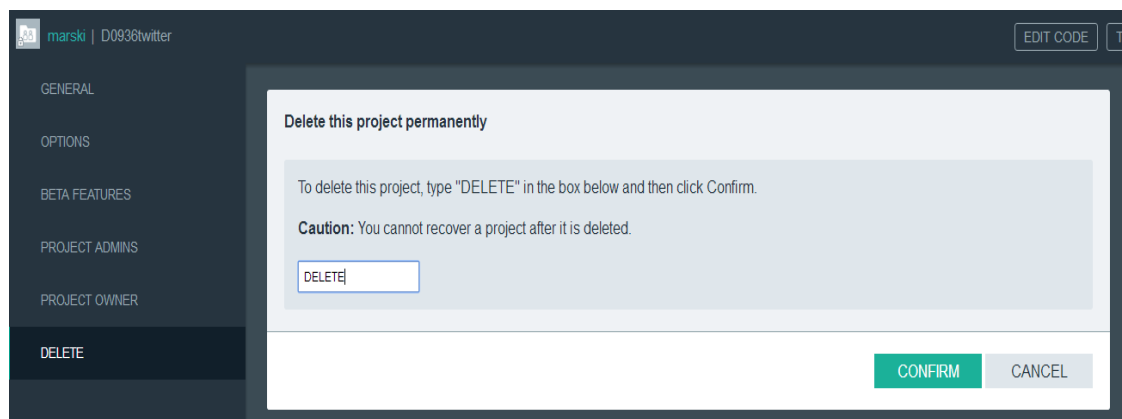 marski | D0936twitter
EDIT CODE
GENERAL
OPTIONS
BETA FEATURES
PROJECT ADMINS
PROJECT OWNER
DELETE
Delete this project permanently
To delete this project, type "DELETE" in the box below and then click Confirm.
Caution: You cannot recover a project after it is deleted.
DELETE
CONFIRM
CANCEL